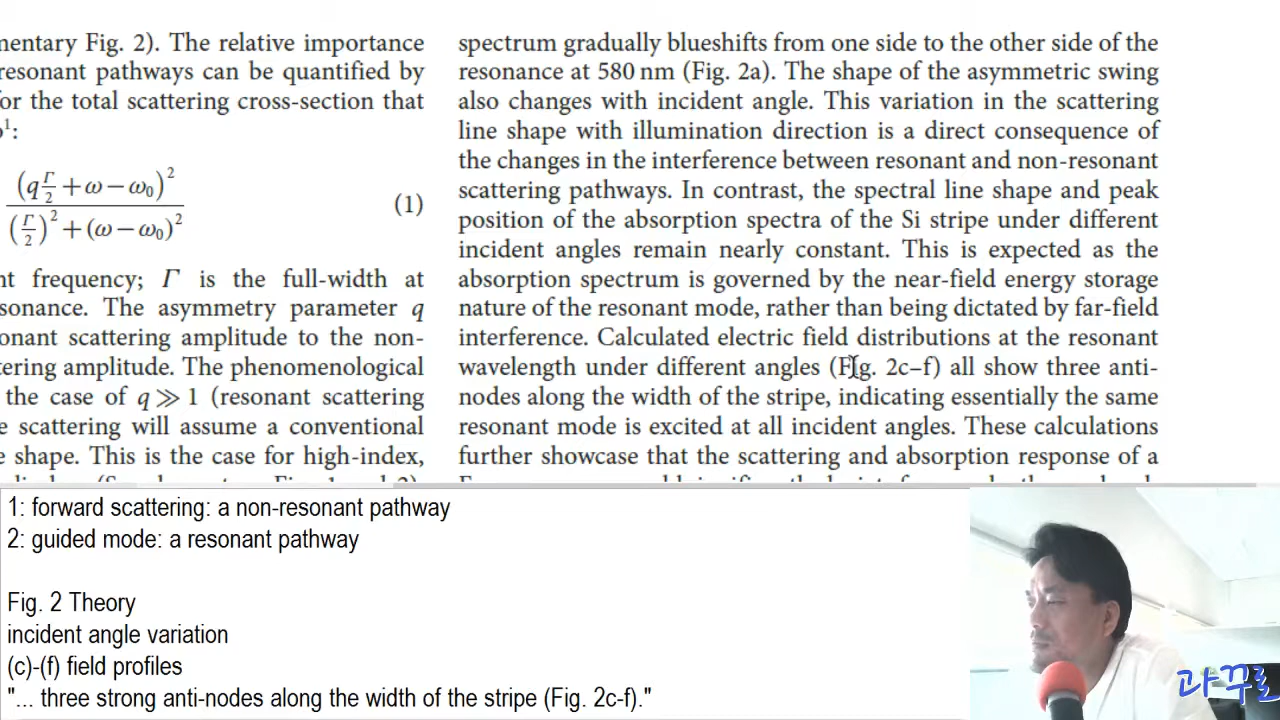 mentary Fig. 2). The relative importance
resonant pathways can be quantified by
for the total scattering cross-section that
o¹:
(q Γ/2 + ω − ω₀)²
(Γ/2)² + (ω − ω₀)²
(1)
nt frequency; Γ is the full-width at
sonance. The asymmetry parameter q
onant scattering amplitude to the non-
tering amplitude. The phenomenological
the case of q ≫ 1 (resonant scattering
e scattering will assume a conventional
e shape. This is the case for high-index,
spectrum gradually blueshifts from one side to the other side of the
resonance at 580 nm (Fig. 2a). The shape of the asymmetric swing
also changes with incident angle. This variation in the scattering
line shape with illumination direction is a direct consequence of
the changes in the interference between resonant and non-resonant
scattering pathways. In contrast, the spectral line shape and peak
position of the absorption spectra of the Si stripe under different
incident angles remain nearly constant. This is expected as the
absorption spectrum is governed by the near-field energy storage
nature of the resonant mode, rather than being dictated by far-field
interference. Calculated electric field distributions at the resonant
wavelength under different angles (Fig. 2c–f) all show three anti-
nodes along the width of the stripe, indicating essentially the same
resonant mode is excited at all incident angles. These calculations
further showcase that the scattering and absorption response of a
1: forward scattering: a non-resonant pathway
2: guided mode: a resonant pathway
Fig. 2 Theory
incident angle variation
(c)-(f) field profiles
"... three strong anti-nodes along the width of the stripe (Fig. 2c-f)."
과꾸로